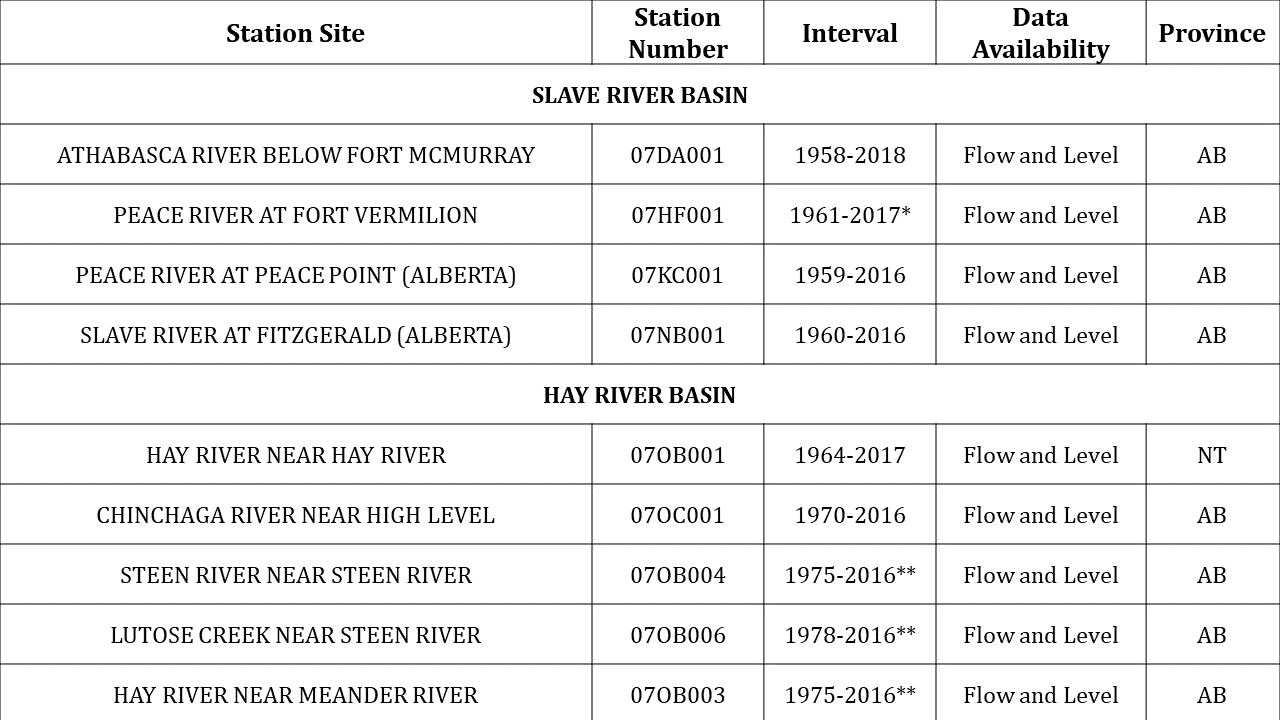 Station Site Station Number Interval Data Availability Province
SLAVE RIVER BASIN
ATHABASCA RIVER BELOW FORT MCMURRAY 07DA001 1958-2018 Flow and Level AB
PEACE RIVER AT FORT VERMILION 07HF001 1961-2017* Flow and Level AB
PEACE RIVER AT PEACE POINT (ALBERTA) 07KC001 1959-2016 Flow and Level AB
SLAVE RIVER AT FITZGERALD (ALBERTA) 07NB001 1960-2016 Flow and Level AB
HAY RIVER BASIN
HAY RIVER NEAR HAY RIVER 07OB001 1964-2017 Flow and Level NT
CHINCHAGA RIVER NEAR HIGH LEVEL 07OC001 1970-2016 Flow and Level AB
STEEN RIVER NEAR STEEN RIVER 07OB004 1975-2016** Flow and Level AB
LUTOSE CREEK NEAR STEEN RIVER 07OB006 1978-2016** Flow and Level AB
HAY RIVER NEAR MEANDER RIVER 07OB003 1975-2016** Flow and Level AB